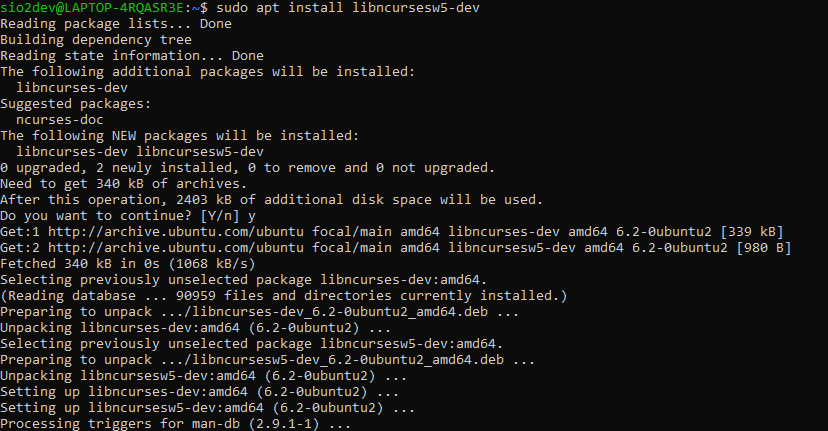 sio2dev@LAPTOP-4RQASR3E:~$ sudo apt install libncursesw5-dev
Reading package lists... Done
Building dependency tree
Reading state information... Done
The following additional packages will be installed:
  libncurses-dev
Suggested packages:
  ncurses-doc
The following NEW packages will be installed:
  libncurses-dev libncursesw5-dev
0 upgraded, 2 newly installed, 0 to remove and 0 not upgraded.
Need to get 340 kB of archives.
After this operation, 2403 kB of additional disk space will be used.
Do you want to continue? [Y/n] y
Get:1 http://archive.ubuntu.com/ubuntu focal/main amd64 libncurses-dev amd64 6.2-0ubuntu2 [339 kB]
Get:2 http://archive.ubuntu.com/ubuntu focal/main amd64 libncursesw5-dev amd64 6.2-0ubuntu2 [980 B]
Fetched 340 kB in 0s (1068 kB/s)
Selecting previously unselected package libncurses-dev:amd64.
(Reading database ... 90959 files and directories currently installed.)
Preparing to unpack .../libncurses-dev_6.2-0ubuntu2_amd64.deb ...
Unpacking libncurses-dev:amd64 (6.2-0ubuntu2) ...
Selecting previously unselected package libncursesw5-dev:amd64.
Preparing to unpack .../libncursesw5-dev_6.2-0ubuntu2_amd64.deb ...
Unpacking libncursesw5-dev:amd64 (6.2-0ubuntu2) ...
Setting up libncurses-dev:amd64 (6.2-0ubuntu2) ...
Setting up libncursesw5-dev:amd64 (6.2-0ubuntu2) ...
Processing triggers for man-db (2.9.1-1) ...